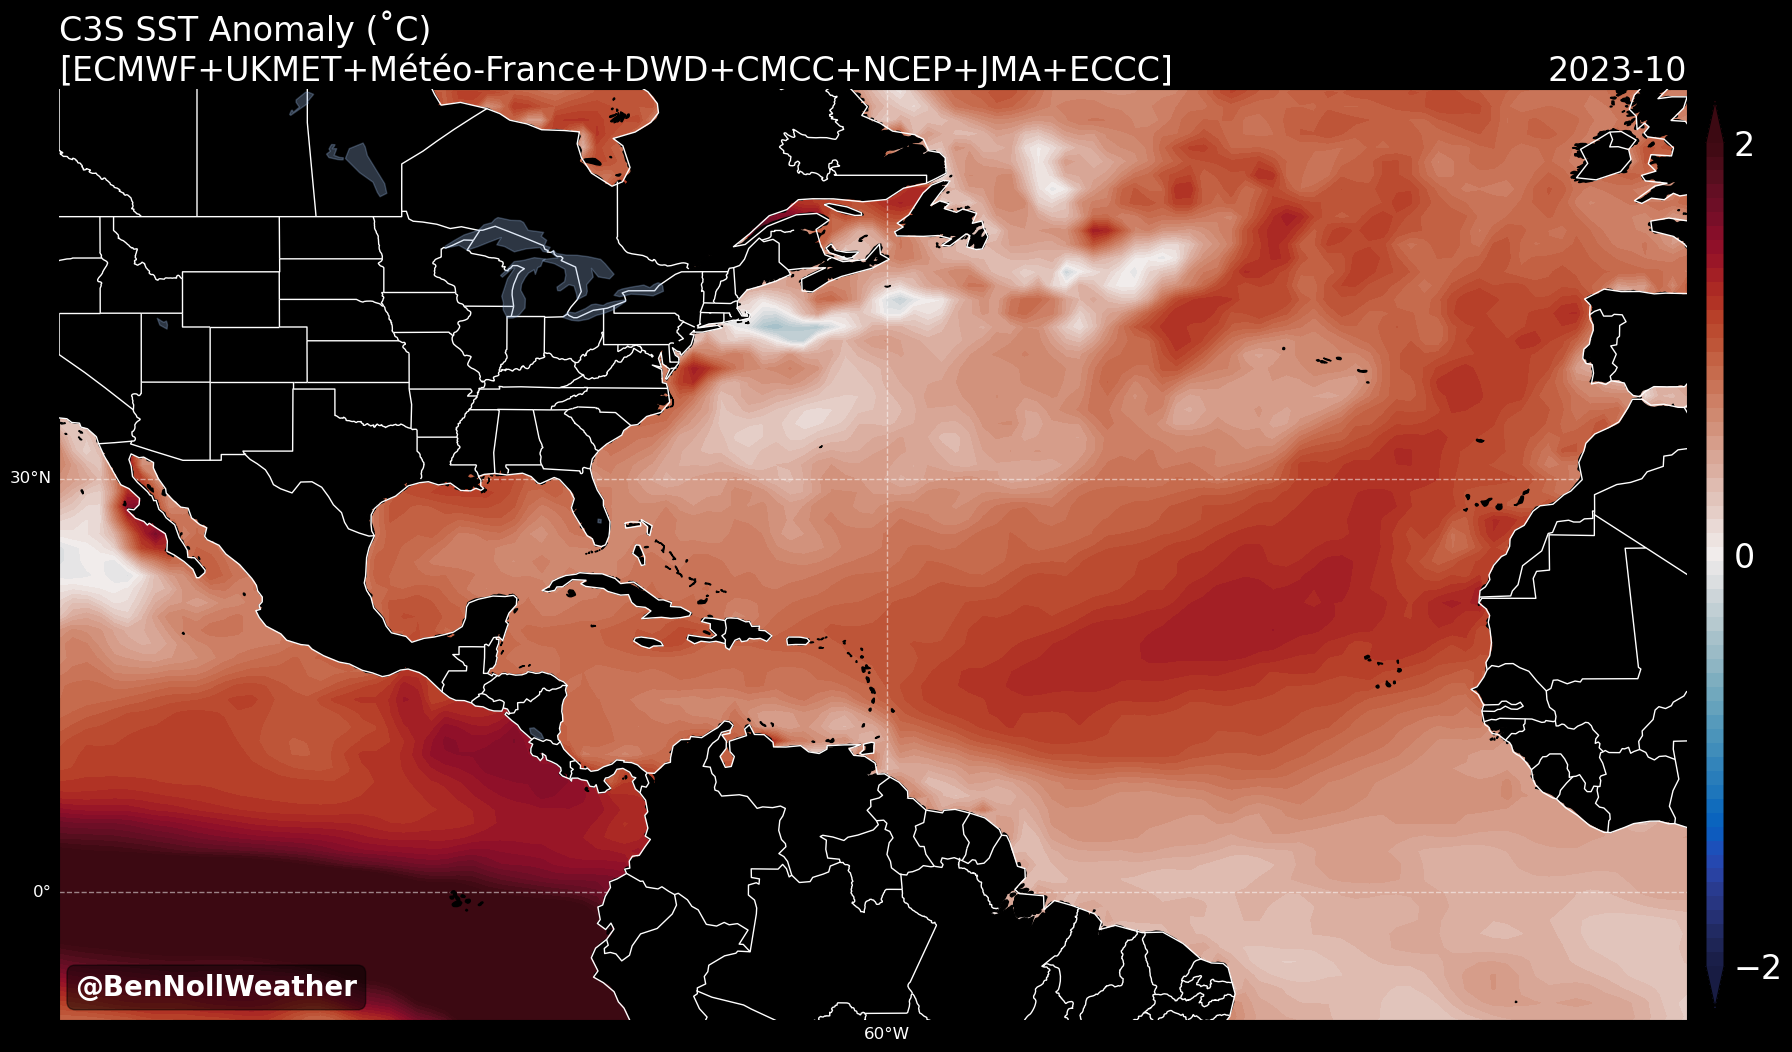 C3S SST Anomaly (˚C)
[ECMWF+UKMET+Météo-France+DWD+CMCC+NCEP+JMA+ECCC]
2023-10
2
0
−2
30°N
0°
60°W
@BenNollWeather